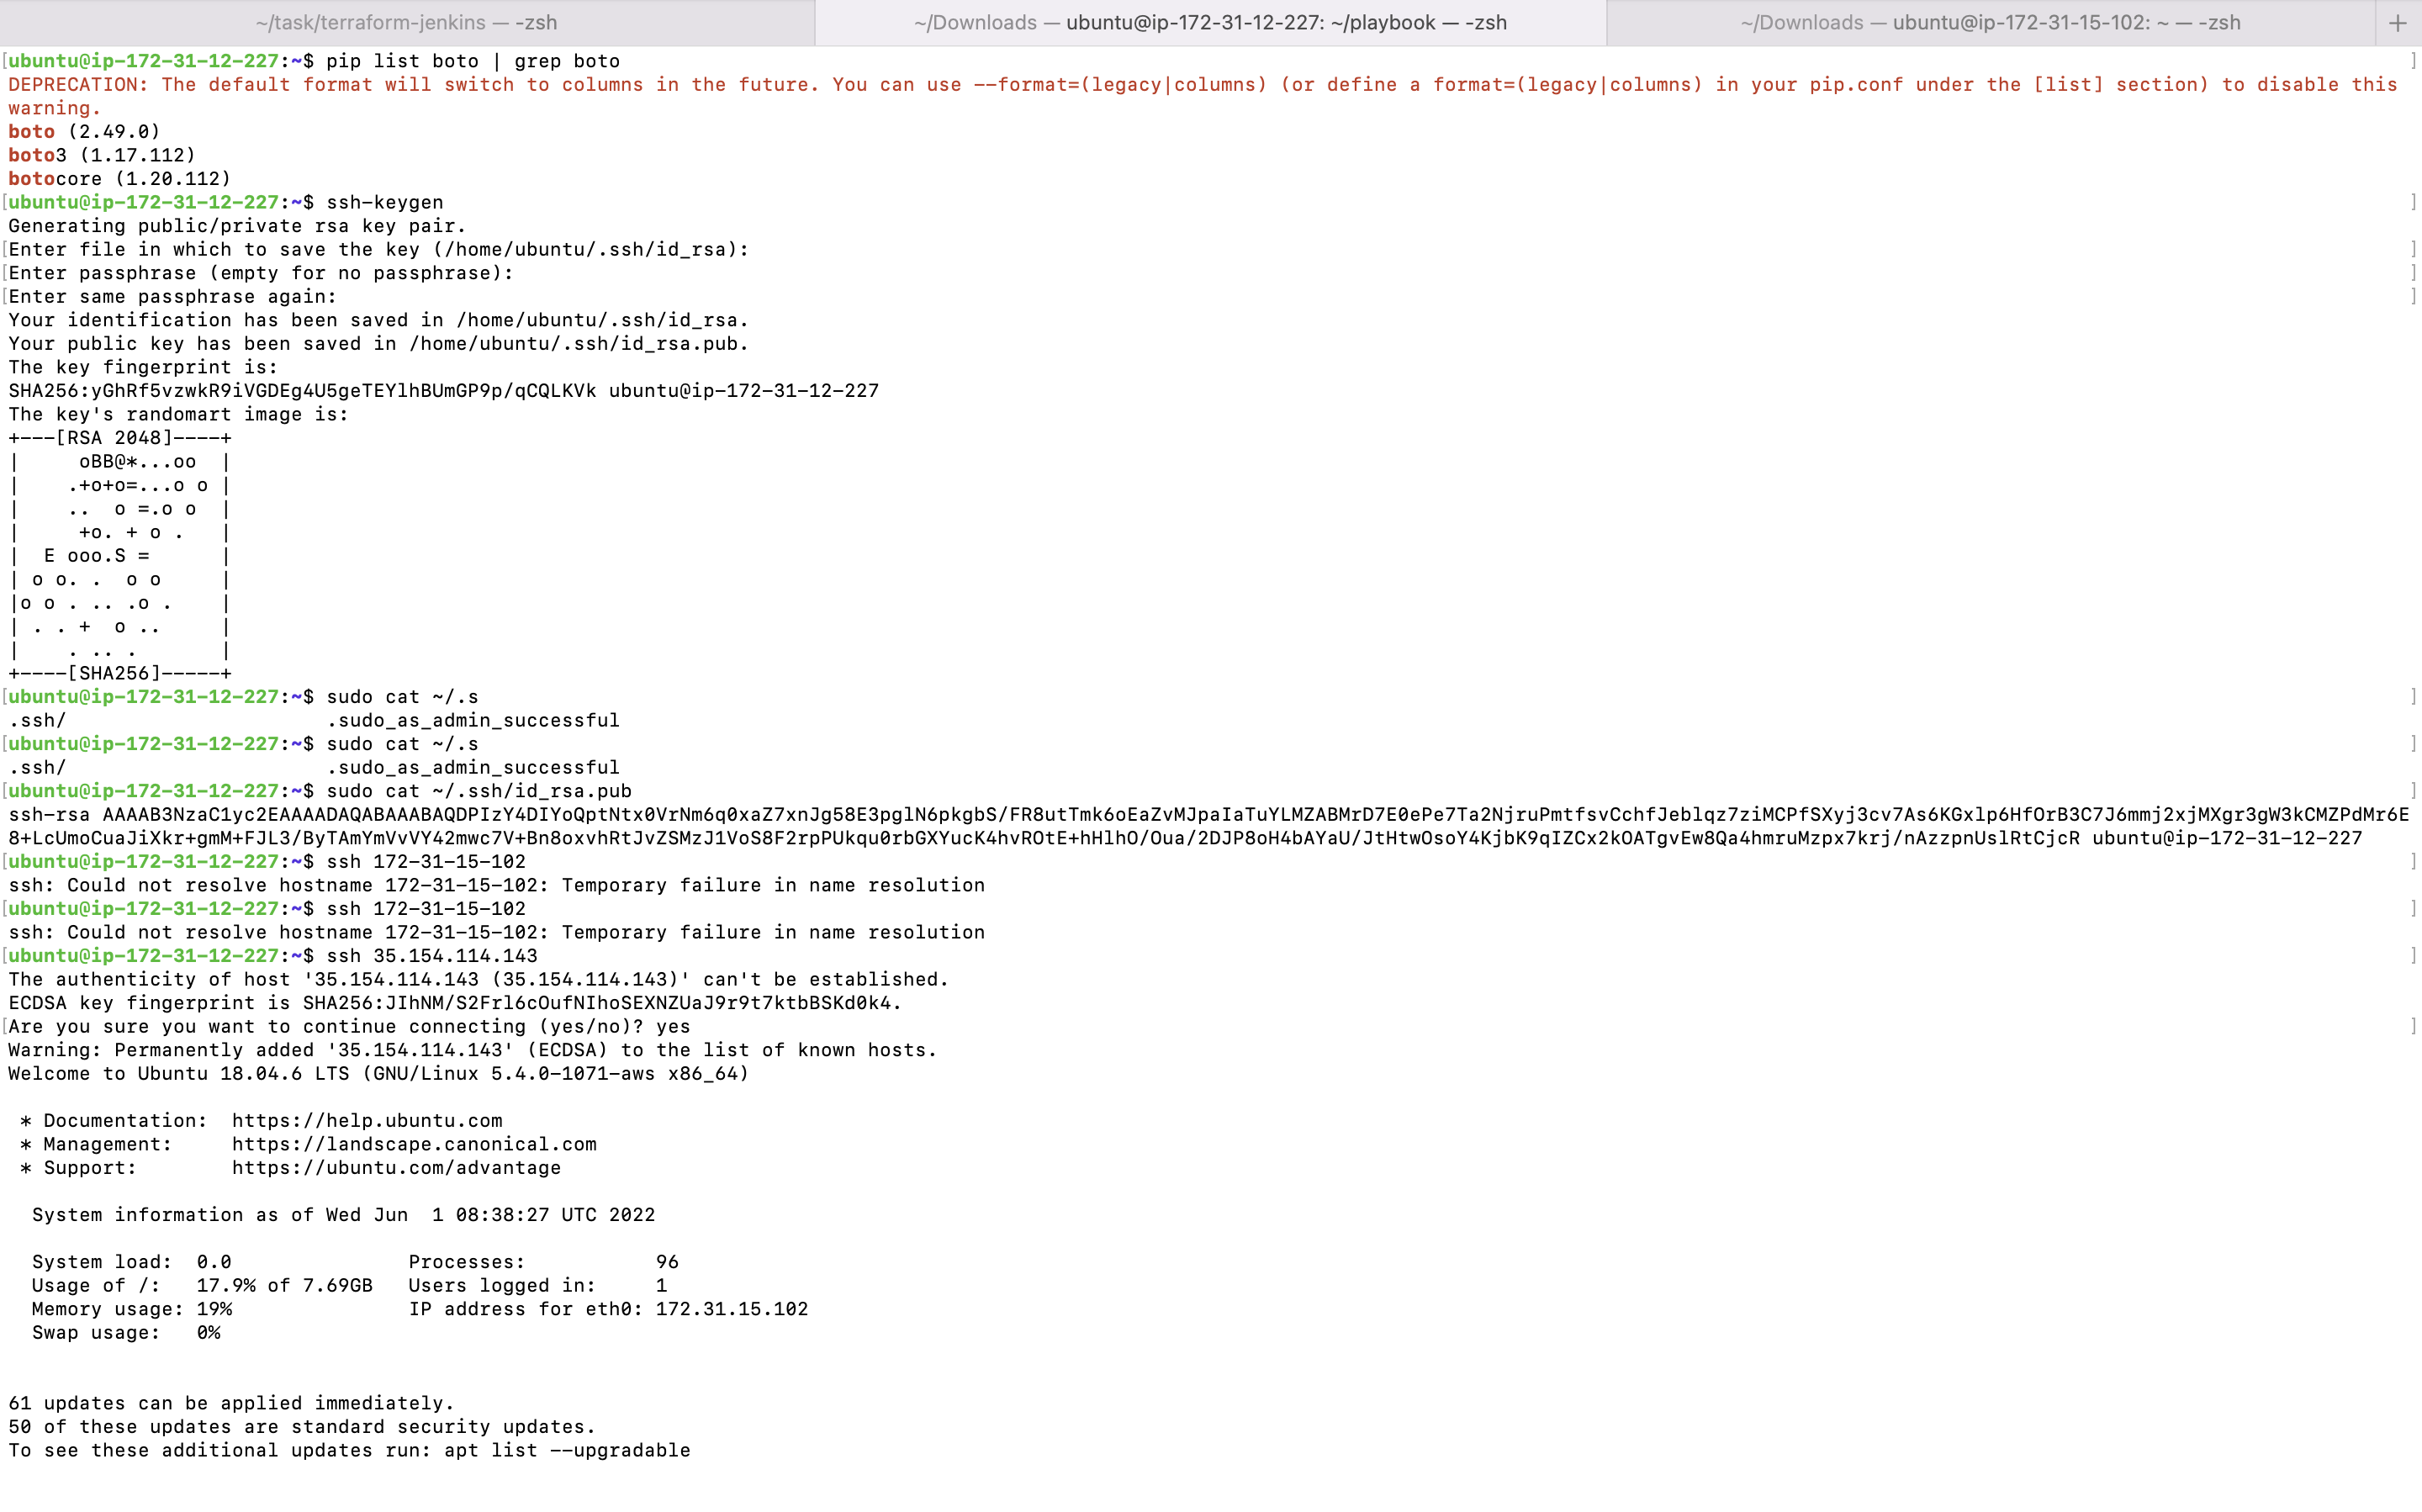 ~/task/terraform-jenkins — -zsh
~/Downloads — ubuntu@ip-172-31-12-227: ~/playbook — -zsh
~/Downloads — ubuntu@ip-172-31-15-102: ~ — -zsh
+
[ubuntu@ip-172-31-12-227:~$ pip list boto | grep boto ]
DEPRECATION: The default format will switch to columns in the future. You can use --format=(legacy|columns) (or define a format=(legacy|columns) in your pip.conf under the [list] section) to disable this
warning.
boto (2.49.0)
boto3 (1.17.112)
botocore (1.20.112)
[ubuntu@ip-172-31-12-227:~$ ssh-keygen ]
Generating public/private rsa key pair.
[Enter file in which to save the key (/home/ubuntu/.ssh/id_rsa): ]
[Enter passphrase (empty for no passphrase): ]
[Enter same passphrase again: ]
Your identification has been saved in /home/ubuntu/.ssh/id_rsa.
Your public key has been saved in /home/ubuntu/.ssh/id_rsa.pub.
The key fingerprint is:
SHA256:yGhRf5vzwkR9iVGDEg4U5geTEYlhBUmGP9p/qCQLKVk ubuntu@ip-172-31-12-227
The key's randomart image is:
+---[RSA 2048]----+
|     oBB@*...oo  |
|    .+o+o=...o o |
|    ..  o =.o o  |
|     +o. + o .   |
|  E ooo.S =      |
| o o. .  o o     |
|o o . .. .o .    |
| . . +  o ..     |
|    . .. .       |
+----[SHA256]-----+
[ubuntu@ip-172-31-12-227:~$ sudo cat ~/.s ]
.ssh/                      .sudo_as_admin_successful
[ubuntu@ip-172-31-12-227:~$ sudo cat ~/.s ]
.ssh/                      .sudo_as_admin_successful
[ubuntu@ip-172-31-12-227:~$ sudo cat ~/.ssh/id_rsa.pub ]
ssh-rsa AAAAB3NzaC1yc2EAAAADAQABAAABAQDPIzY4DIYoQptNtx0VrNm6q0xaZ7xnJg58E3pglN6pkgbS/FR8utTmk6oEaZvMJpaIaTuYLMZABMrD7E0ePe7Ta2NjruPmtfsvCchfJeblqz7ziMCPfSXyj3cv7As6KGxlp6HfOrB3C7J6mmj2xjMXgr3gW3kCMZPdMr6E
8+LcUmoCuaJiXkr+gmM+FJL3/ByTAmYmVvVY42mwc7V+Bn8oxvhRtJvZSMzJ1VoS8F2rpPUkqu0rbGXYucK4hvROtE+hHlhO/Oua/2DJP8oH4bAYaU/JtHtwOsoY4KjbK9qIZCx2kOATgvEw8Qa4hmruMzpx7krj/nAzzpnUslRtCjcR ubuntu@ip-172-31-12-227
[ubuntu@ip-172-31-12-227:~$ ssh 172-31-15-102 ]
ssh: Could not resolve hostname 172-31-15-102: Temporary failure in name resolution
[ubuntu@ip-172-31-12-227:~$ ssh 172-31-15-102 ]
ssh: Could not resolve hostname 172-31-15-102: Temporary failure in name resolution
[ubuntu@ip-172-31-12-227:~$ ssh 35.154.114.143 ]
The authenticity of host '35.154.114.143 (35.154.114.143)' can't be established.
ECDSA key fingerprint is SHA256:JIhNM/S2Frl6cOufNIhoSEXNZUaJ9r9t7ktbBSKd0k4.
[Are you sure you want to continue connecting (yes/no)? yes ]
Warning: Permanently added '35.154.114.143' (ECDSA) to the list of known hosts.
Welcome to Ubuntu 18.04.6 LTS (GNU/Linux 5.4.0-1071-aws x86_64)
 * Documentation:  https://help.ubuntu.com
 * Management:     https://landscape.canonical.com
 * Support:        https://ubuntu.com/advantage
  System information as of Wed Jun  1 08:38:27 UTC 2022
  System load:  0.0               Processes:           96
  Usage of /:   17.9% of 7.69GB   Users logged in:     1
  Memory usage: 19%               IP address for eth0: 172.31.15.102
  Swap usage:   0%
61 updates can be applied immediately.
50 of these updates are standard security updates.
To see these additional updates run: apt list --upgradable